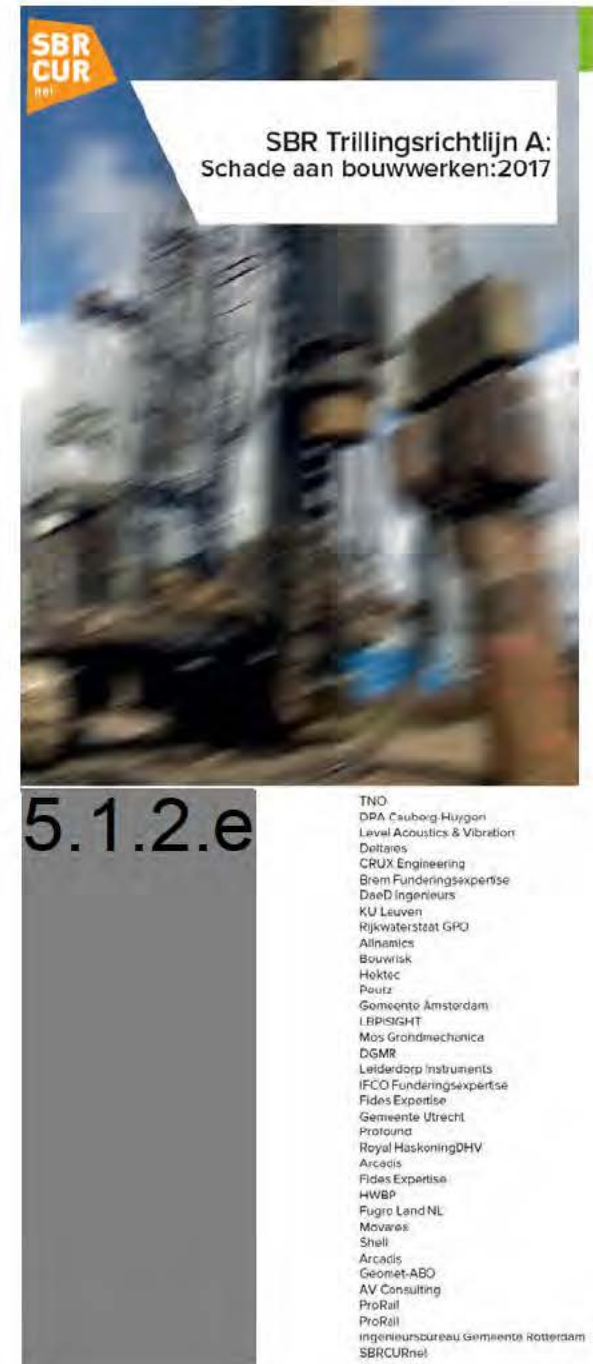 SBR
CUR
net
SBR Trillingsrichtlijn A:
Schade aan bouwwerken:2017
5.1.2.e
TNO
DPA Cauberg-Huygen
Level Acoustics & Vibration
Deltares
CRUX Engineering
Brem Funderingsexpertise
DaeD Ingenieurs
KU Leuven
Rijkwaterstaat GPO
Allnamics
Bouwrisk
Hektec
Peutz
Gemeente Amsterdam
LBPISIGHT
Mos Grondmechanica
DGMR
Leiderdorp Instruments
IFCO Funderingsexpertise
Fides Expertise
Gemeente Utrecht
Profound
Royal HaskoningDHV
Arcadis
Fides Expertise
HWBP
Fugro Land NL
Movares
Shell
Arcadis
Geomet-ABO
AV Consulting
ProRail
ProRail
Ingenieursbureau Gemeente Rotterdam
SBRCURnet